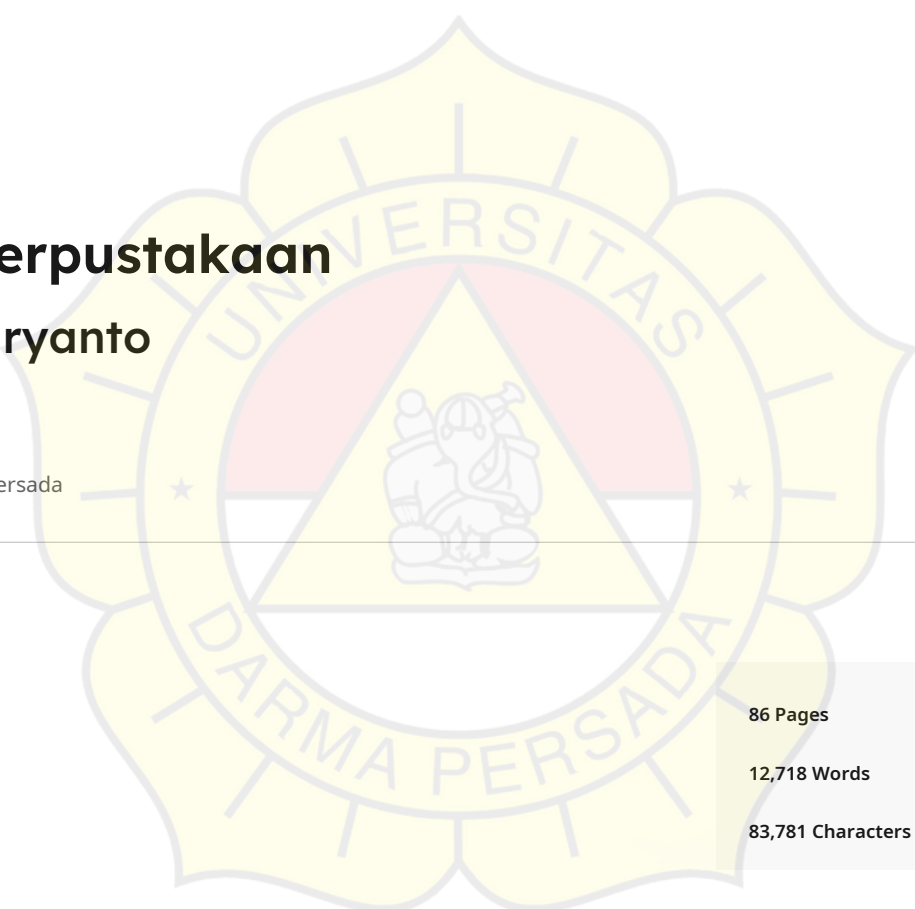 UNIVERSITAS
erpustakaan
ryanto
ersada
DARMA PERSADA
86 Pages
12,718 Words
83,781 Characters